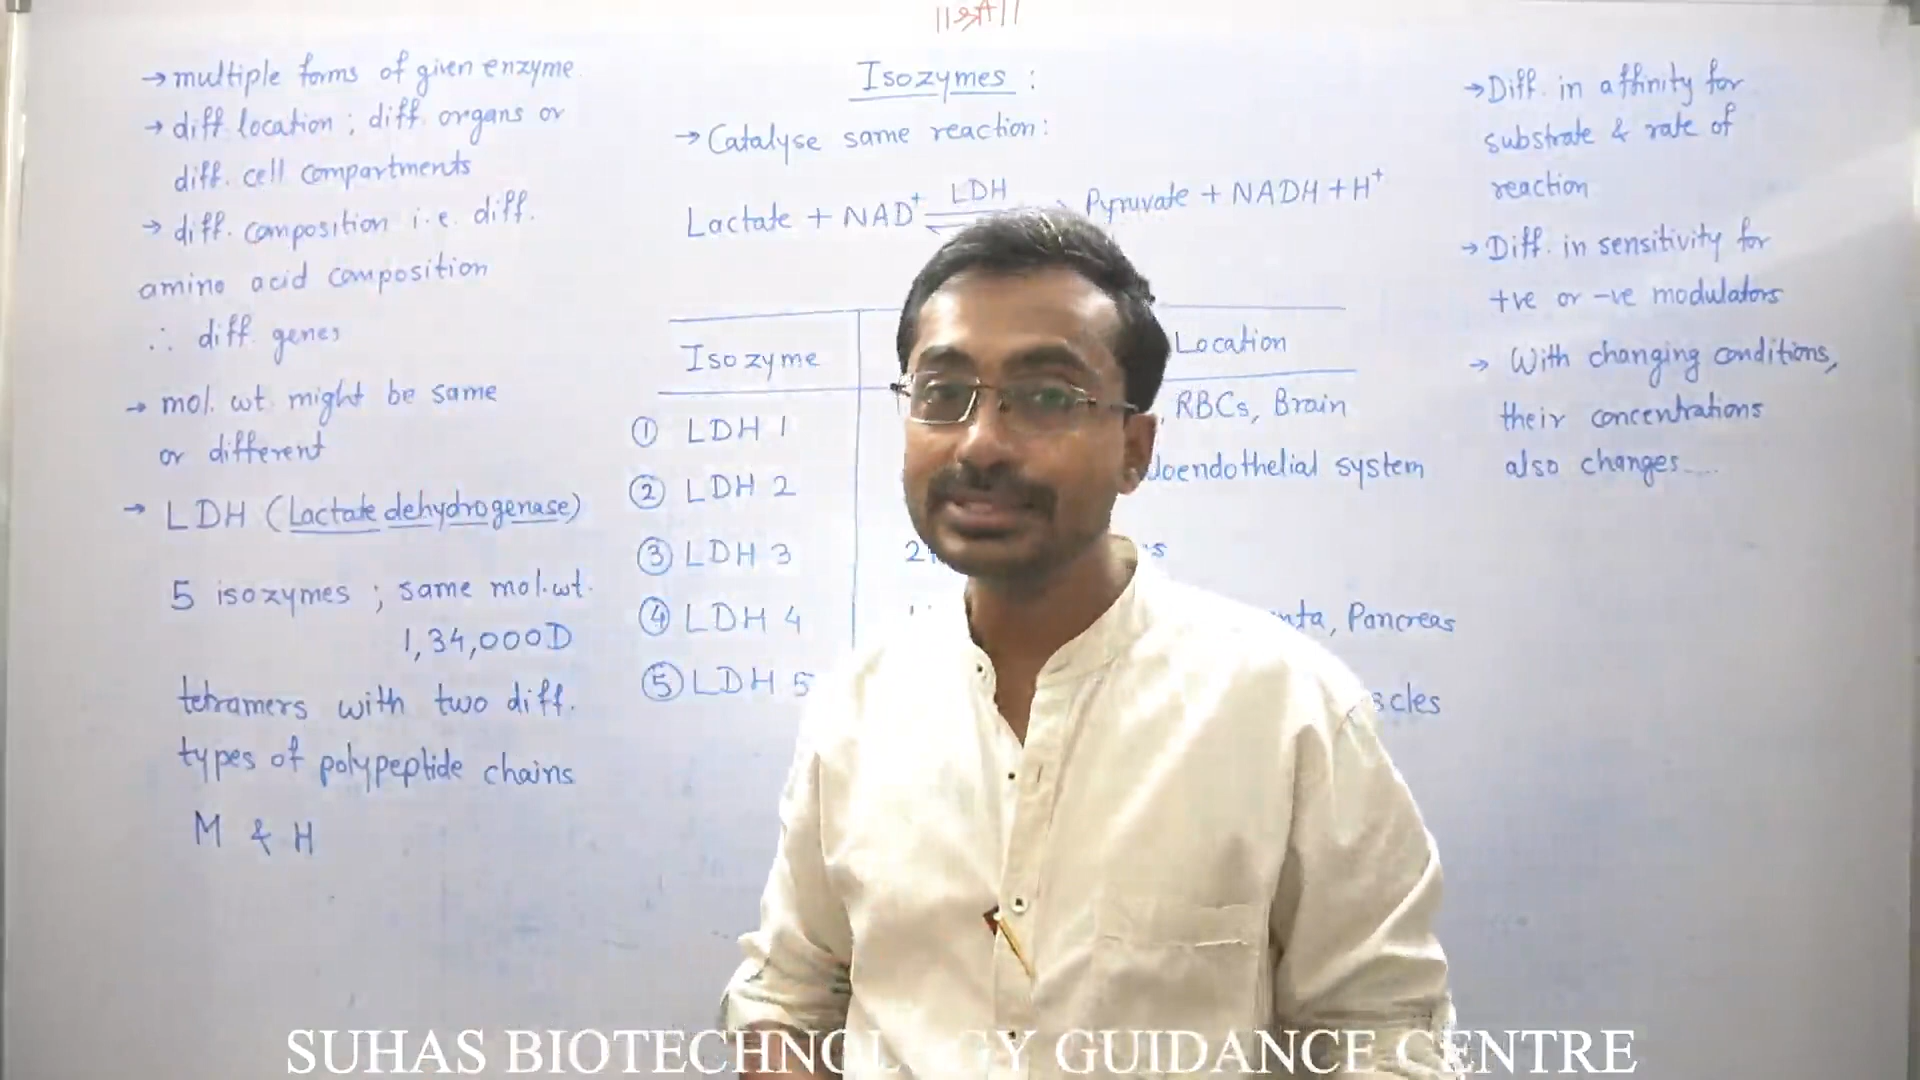 ||श्री||
→ multiple forms of given enzyme
→ diff. location ; diff. organs or
diff. cell compartments
→ diff. composition i.e. diff.
amino acid composition
∴ diff. genes
→ mol. wt. might be same
or different
→ LDH (Lactate dehydrogenase)
5 isozymes ; same mol. wt.
1,34,000D
tetramers with two diff.
types of polypeptide chains
M & H
Isozymes :
→ Catalyse same reaction :
LDH
Lactate + NAD⁺ ⇌ Pyruvate + NADH + H⁺
Isozyme Location
① LDH 1 , RBCs, Brain
② LDH 2 doendothelial system
③ LDH 3 2
④ LDH 4 nta, Pancreas
⑤ LDH 5 scles
→ Diff. in affinity for
substrate & rate of
reaction
→ Diff. in sensitivity for
+ve or -ve modulators
→ With changing conditions,
their concentrations
also changes....
SUHAS BIOTECHNOLOGY GUIDANCE CENTRE